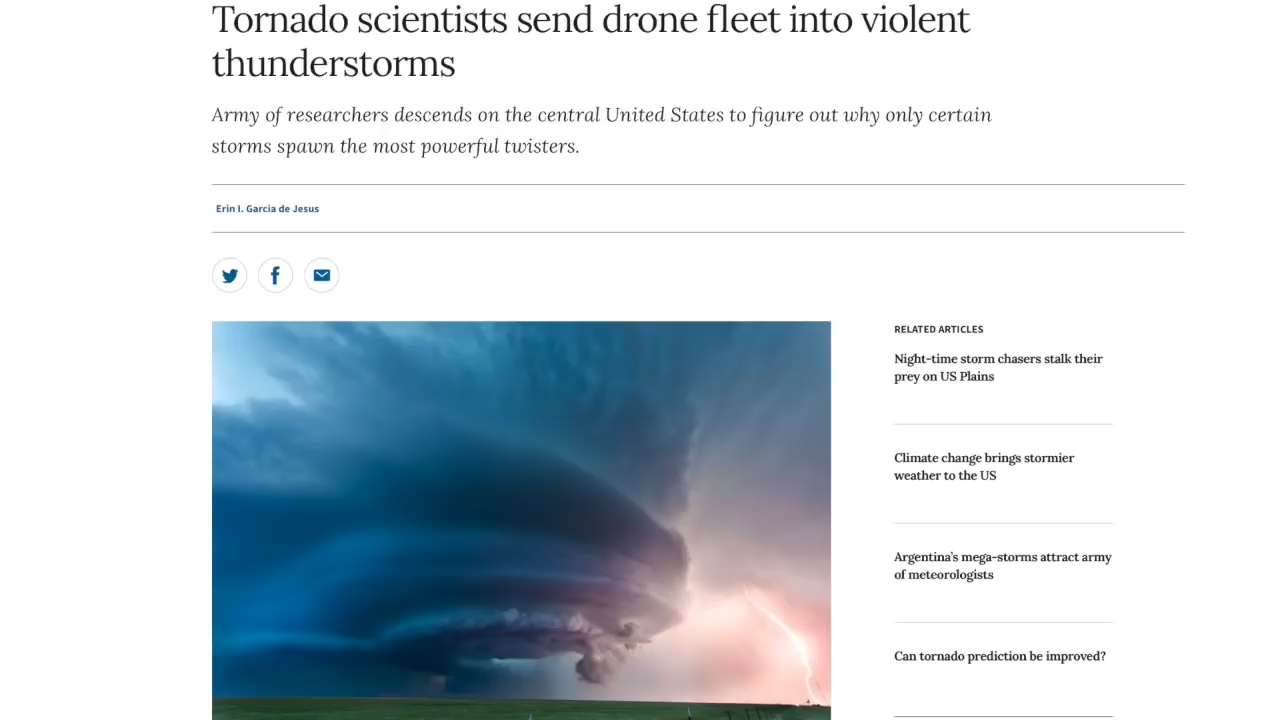 Tornado scientists send drone fleet into violent
thunderstorms
Army of researchers descends on the central United States to figure out why only certain
storms spawn the most powerful twisters.
Erin I. Garcia de Jesus
RELATED ARTICLES
Night-time storm chasers stalk their
prey on US Plains
Climate change brings stormier
weather to the US
Argentina’s mega-storms attract army
of meteorologists
Can tornado prediction be improved?